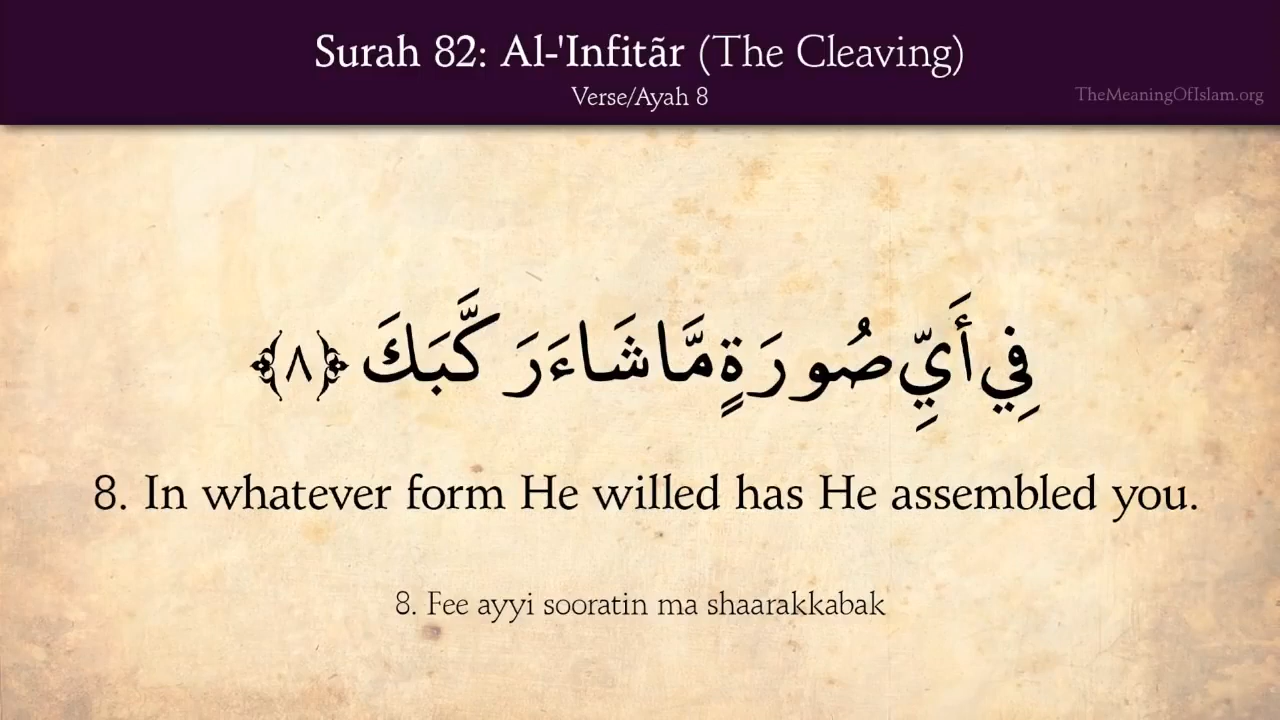 Surah 82: Al-'Infitãr (The Cleaving)
Verse/Ayah 8
TheMeaningOfIslam.org
فِي أَيِّ صُورَةٍ مَّا شَاءَ رَكَّبَكَ ﴿٨﴾
8. In whatever form He willed has He assembled you.
8. Fee ayyi sooratin ma shaarakkabak